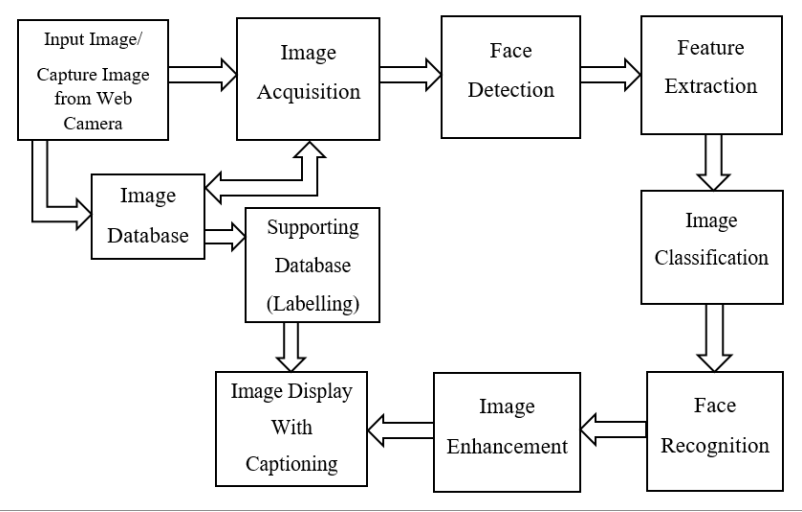 Input Image/
Capture Image
from Web
Camera
Image
Acquisition
Face
Detection
Feature
Extraction
Image
Database
Supporting
Database
(Labelling)
Image
Classification
Image Display
With
Captioning
Image
Enhancement
Face
Recognition